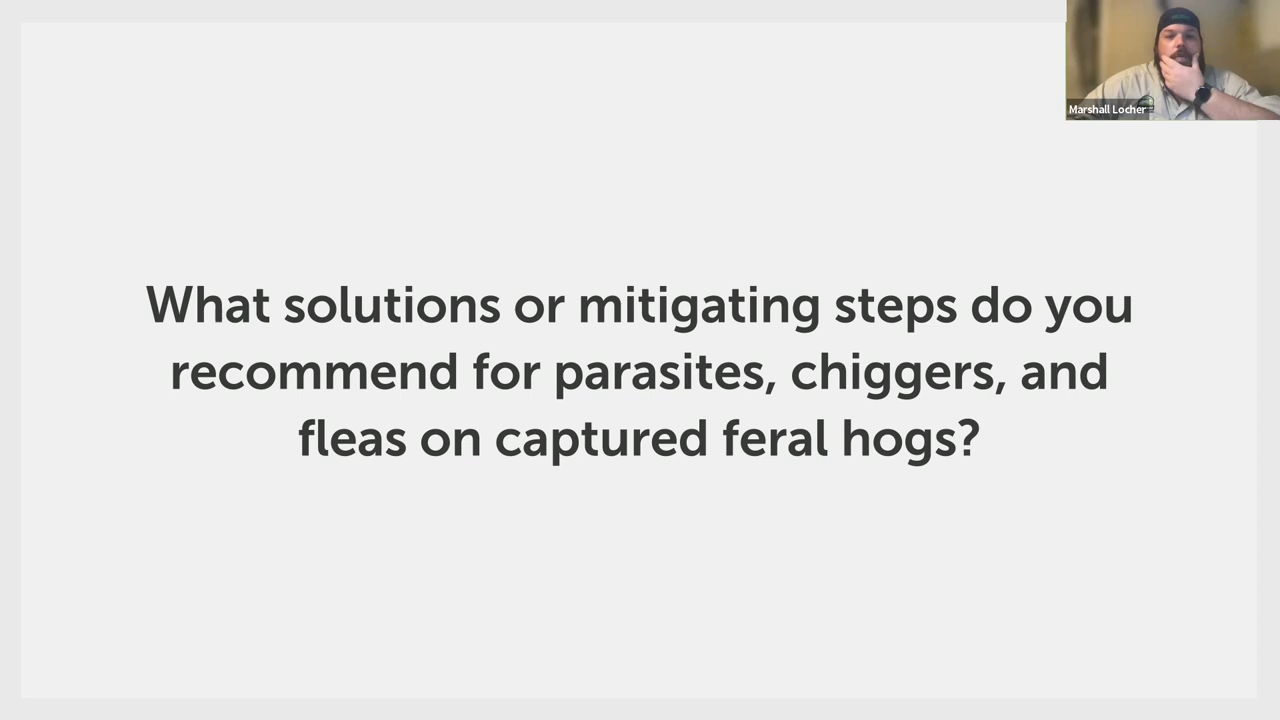 Marshall Locher
What solutions or mitigating steps do you
recommend for parasites, chiggers, and
fleas on captured feral hogs?